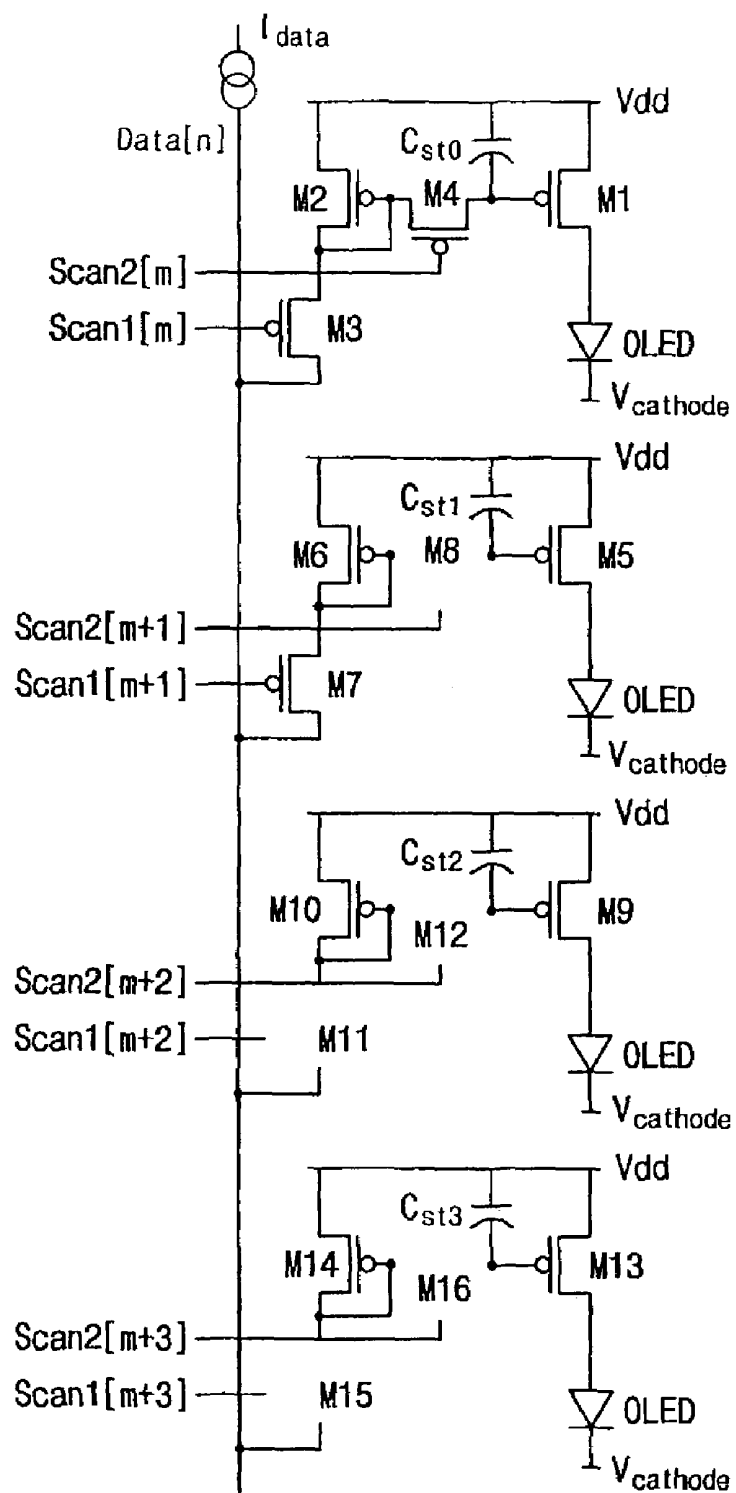 Idata
Data[n]
Vdd
Cst0
M2
M4
M1
Scan2[m]
Scan1[m]
M3
OLED
Vcathode
Vdd
Cst1
M6
M8
M5
Scan2[m+1]
Scan1[m+1]
M7
OLED
Vcathode
Vdd
Cst2
M10
M12
M9
Scan2[m+2]
Scan1[m+2]
M11
OLED
Vcathode
Vdd
Cst3
M14
M16
M13
Scan2[m+3]
Scan1[m+3]
M15
OLED
Vcathode